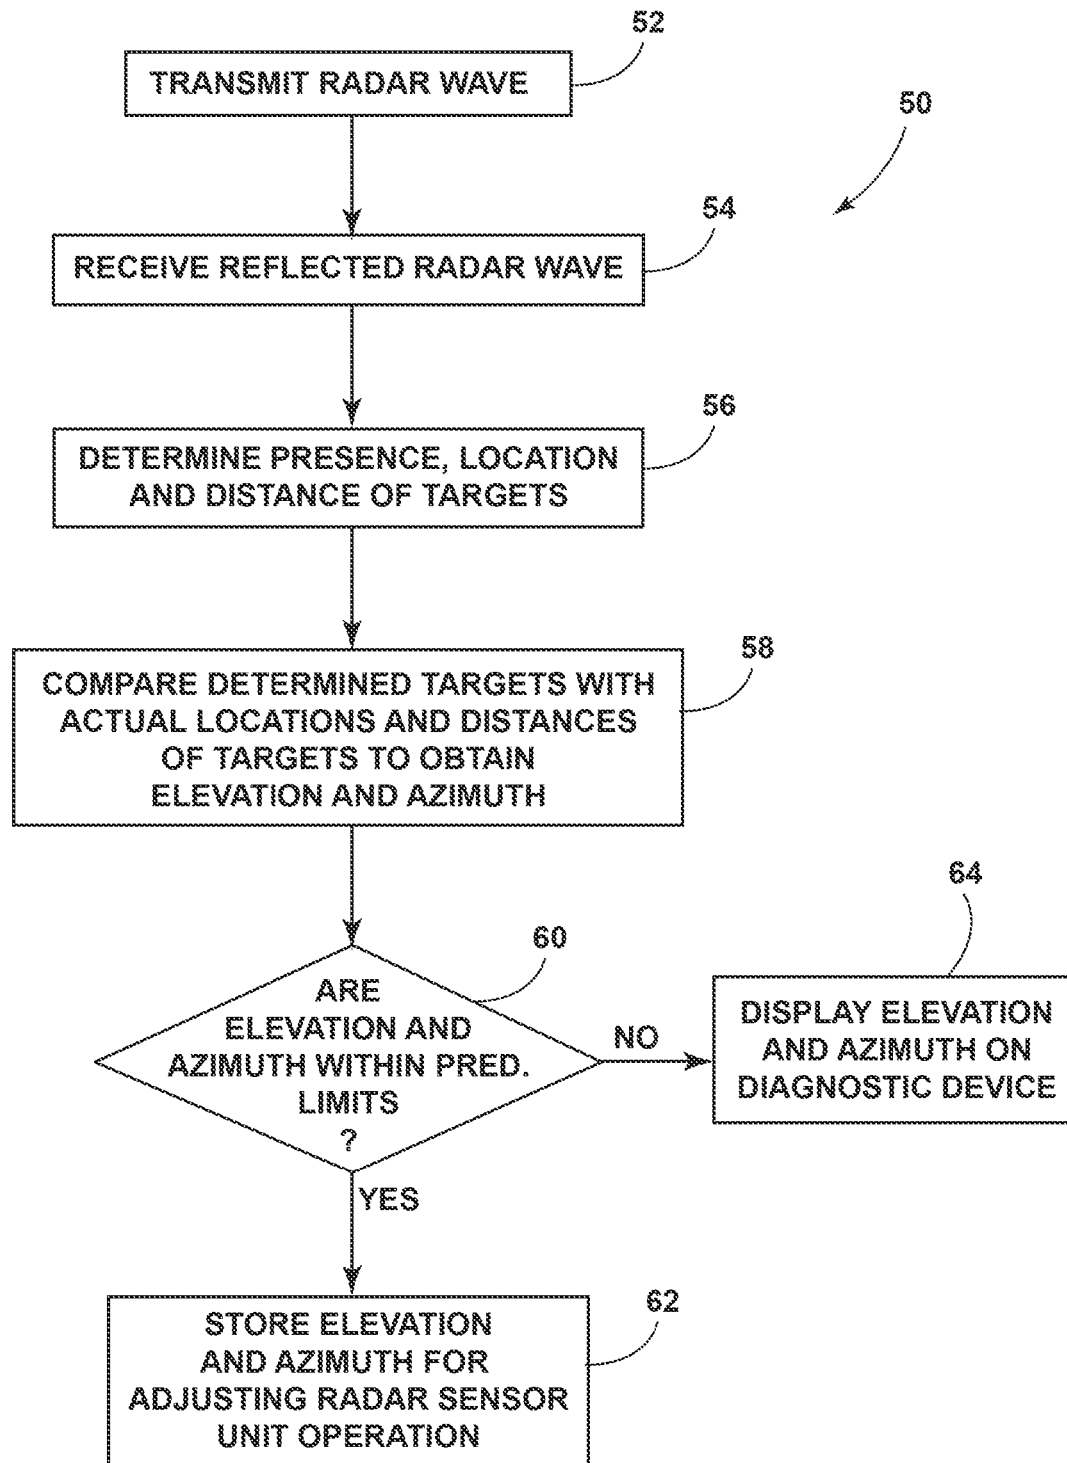 52
TRANSMIT RADAR WAVE
50
54
RECEIVE REFLECTED RADAR WAVE
56
DETERMINE PRESENCE, LOCATION
AND DISTANCE OF TARGETS
58
COMPARE DETERMINED TARGETS WITH
ACTUAL LOCATIONS AND DISTANCES
OF TARGETS TO OBTAIN
ELEVATION AND AZIMUTH
60
ARE
ELEVATION AND
AZIMUTH WITHIN PRED.
LIMITS
?
NO
64
DISPLAY ELEVATION
AND AZIMUTH ON
DIAGNOSTIC DEVICE
YES
62
STORE ELEVATION
AND AZIMUTH FOR
ADJUSTING RADAR SENSOR
UNIT OPERATION